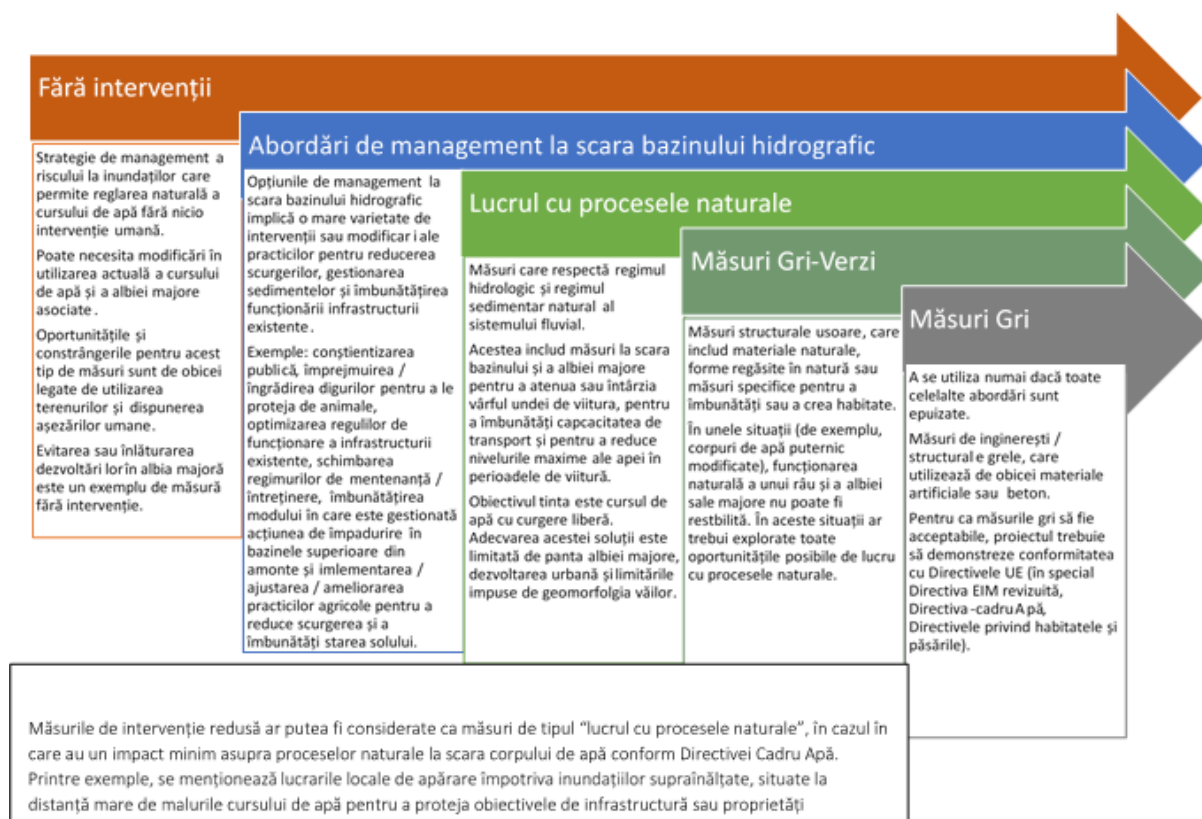 Fără intervenții
Strategie de management a
riscului la inundaților care
permite reglarea naturală a
cursului de apă fără nicio
intervenție umană.
Poate necesita modificări în
utilizarea actuală a cursului
de apă și a albiei majore
asociate .
Oportunitățile și
constrângerile pentru acest
tip de măsuri sunt de obicei
legate de utilizarea
terenurilor și dispunerea
așezărilor umane.
Evitarea sau înlăturarea
dezvoltări lor în albia majoră
este un exemplu de măsură
fără intervenție.
Abordări de management la scara bazinului hidrografic
Opțiunile de management la
scara bazinului hidrografic
implică o mare varietate de
intervenții sau modificar i ale
practicilor pentru reducerea
scurgerilor, gestionarea
sedimentelor și îmbunătățirea
funcționării infrastructurii
existente .
Exemple: conștientizarea
publică, împrejmuirea /
îngrădirea digurilor pentru a le
proteja de animale,
optimizarea regulilor de
funcționare a infrastructurii
existente, schimbarea
regimurilor de mentenanță /
întreținere, îmbunătățirea
modului în care este gestionată
acțiunea de împadurire în
bazinele superioare din
amonte și imlementarea /
ajustarea / ameliorarea
practicilor agricole pentru a
reduce scurgerea și a
îmbunătăți starea solului.
Lucrul cu procesele naturale
Măsuri care respectă regimul
hidrologic și regimul
sedimentar natural al
sistemului fluvial.
Acestea includ măsuri la scara
bazinului și a albiei majore
pentru a atenua sau întârzia
vârful undei de viitura, pentru
a îmbunătăți capcacitatea de
transport și pentru a reduce
nivelurile maxime ale apei în
perioadele de viitură.
Obiectivul tinta este cursul de
apă cu curgere liberă.
Adecvarea acestei soluții este
limitată de panta albiei majore,
dezvoltarea urbană și limitările
impuse de geomorfolgia văilor.
Măsuri Gri-Verzi
Măsuri structurale usoare, care
includ materiale naturale,
forme regăsite în natură sau
măsuri specifice pentru a
îmbunătăți sau a crea habitate.
În unele situații (de exemplu,
corpuri de apă puternic
modificate), funcționarea
naturală a unui râu și a albiei
sale majore nu poate fi
restbilită. În aceste situații ar
trebui explorate toate
oportunitățile posibile de lucru
cu procesele naturale.
Măsuri Gri
A se utiliza numai dacă toate
celelalte abordări sunt
epuizate.
Măsuri de inginerești /
structural e grele, care
utilizează de obicei materiale
artificiale sau beton.
Pentru ca măsurile gri să fie
acceptabile, proiectul trebuie
să demonstreze conformitatea
cu Directivele UE (în special
Directiva EIM revizuită,
Directiva -cadru Apă,
Directivele privind habitatele și
păsările).
Măsurile de intervenție redusă ar putea fi considerate ca măsuri de tipul “lucrul cu procesele naturale”, în cazul în
care au un impact minim asupra proceselor naturale la scara corpului de apă conform Directivei Cadru Apă.
Printre exemple, se menționează lucrarile locale de apărare împotriva inundațiilor supraînălțate, situate la
distanță mare de malurile cursului de apă pentru a proteja obiectivele de infrastructură sau proprietăți